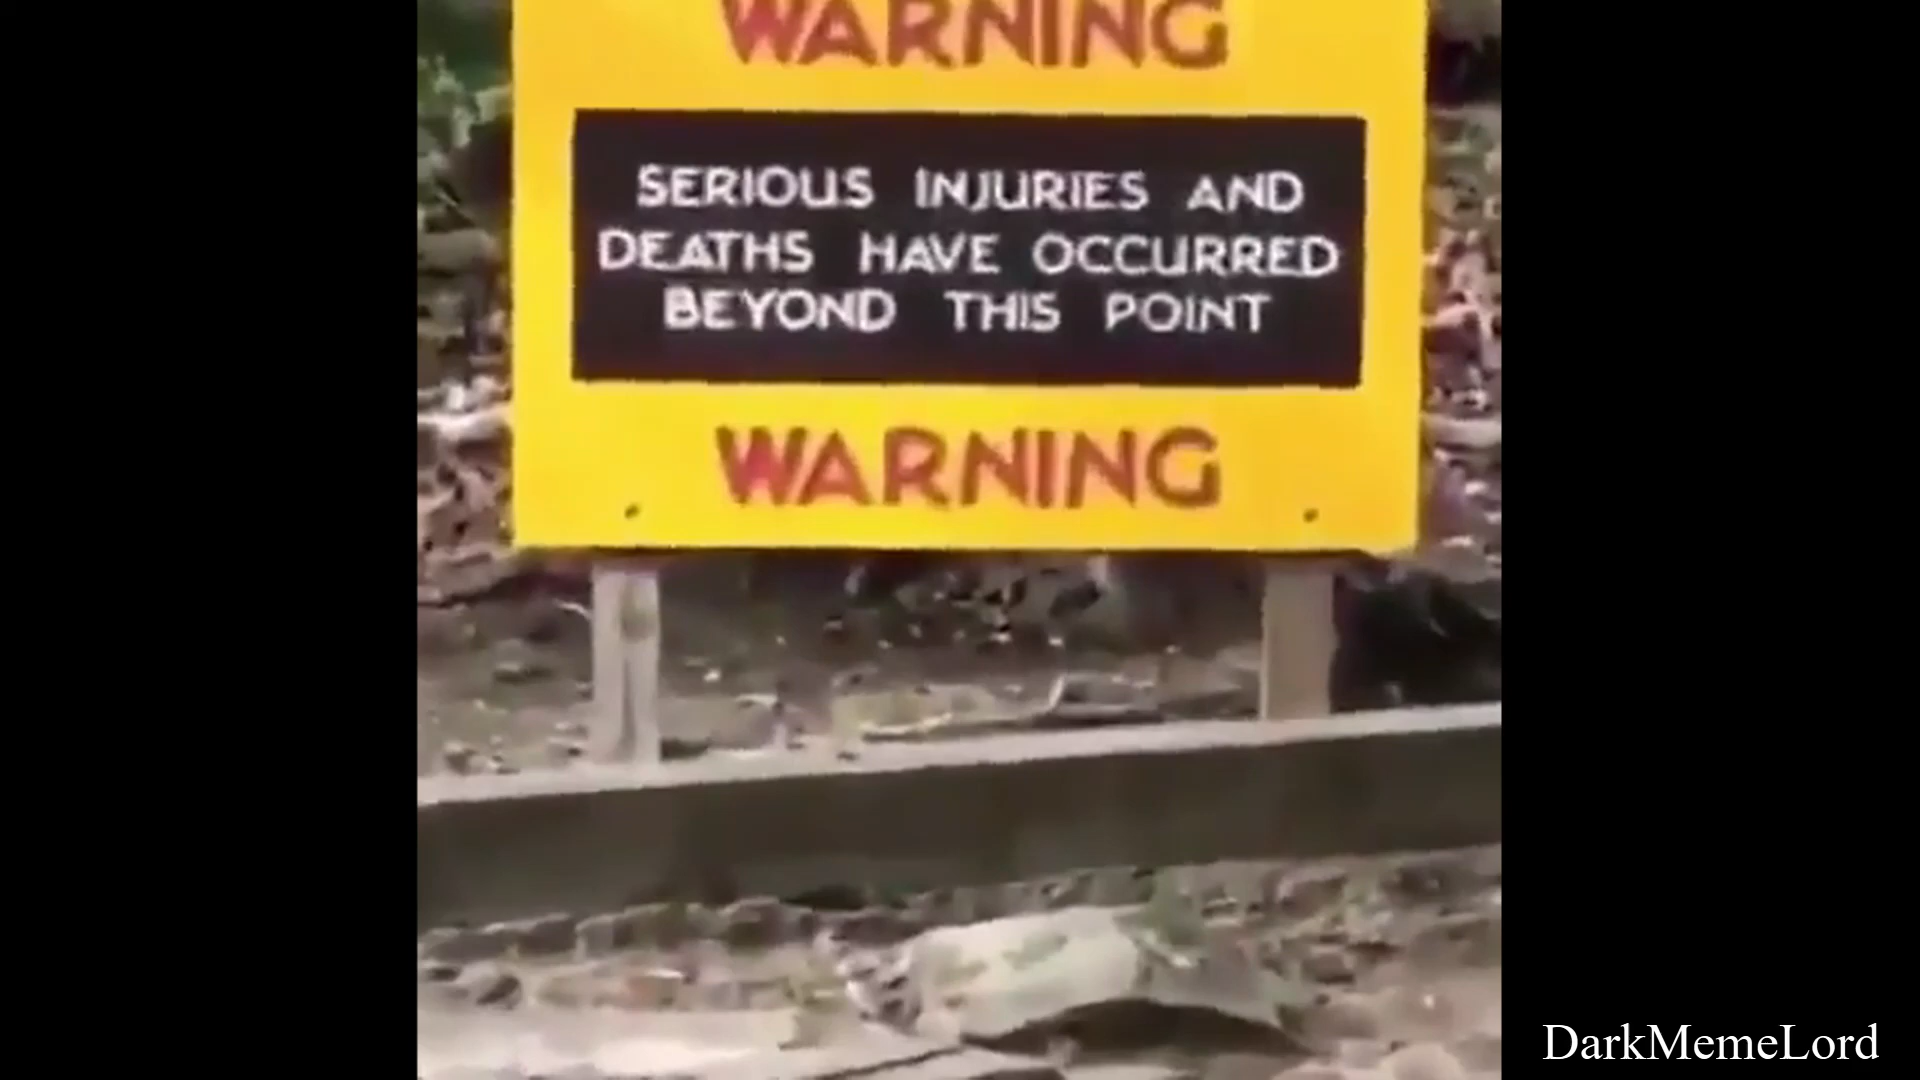 WARNING
SERIOUS INJURIES AND
DEATHS HAVE OCCURRED
BEYOND THIS POINT
WARNING
DarkMemeLord